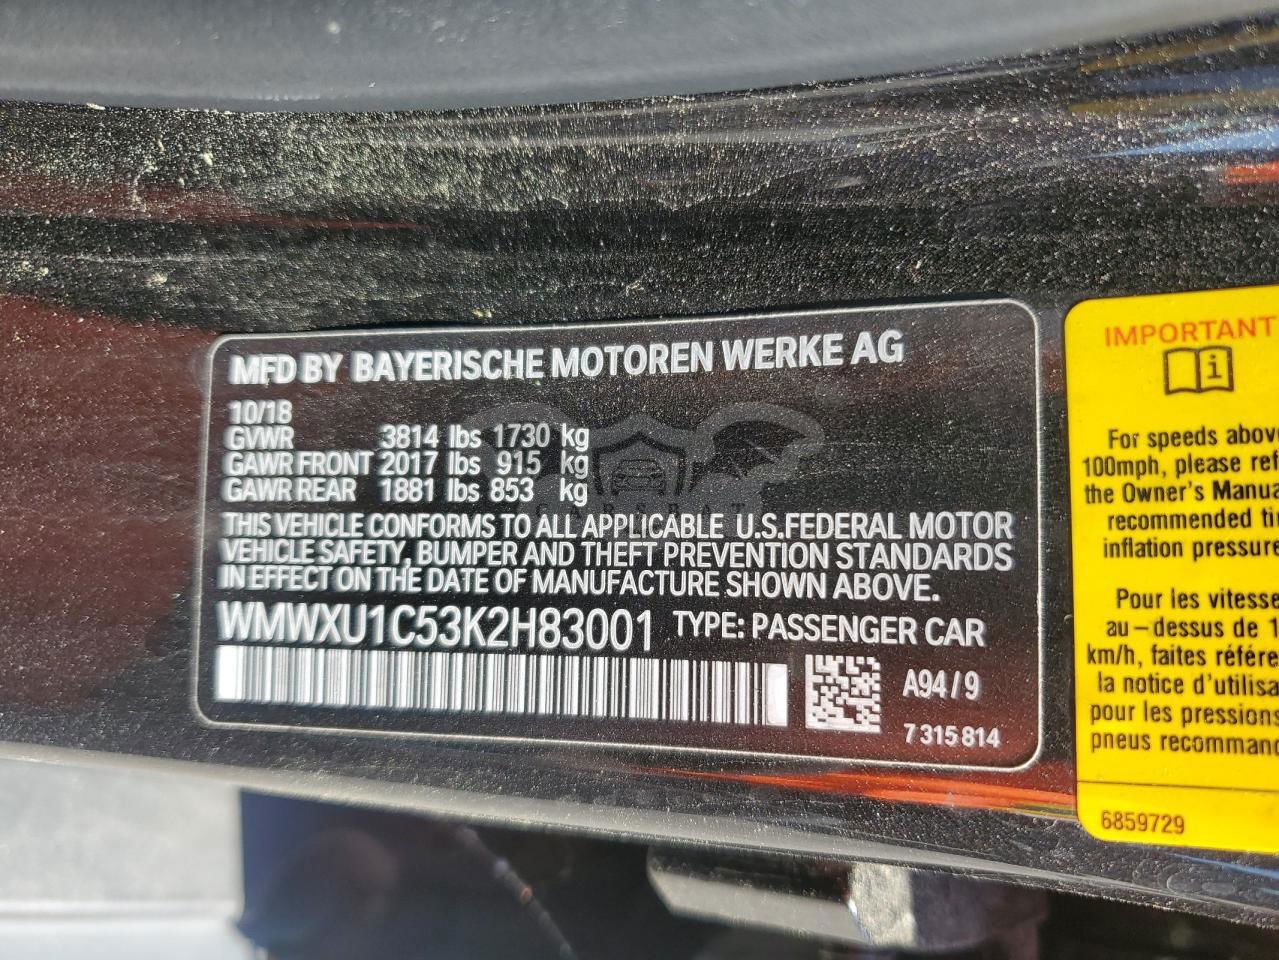 MFD BY BAYERISCHE MOTOREN WERKE AG
10/18
GVWR 3814 lbs 1730 kg
GAWR FRONT 2017 lbs 915 kg
GAWR REAR 1881 lbs 853 kg
THIS VEHICLE CONFORMS TO ALL APPLICABLE U.S.FEDERAL MOTOR
VEHICLE SAFETY, BUMPER AND THEFT PREVENTION STANDARDS
IN EFFECT ON THE DATE OF MANUFACTURE SHOWN ABOVE.
WMWXU1C53K2H83001 TYPE: PASSENGER CAR
A94/9
7 315 814
IMPORTANT
For speeds above
100mph, please ref
the Owner's Manua
recommended ti
inflation pressure
Pour les vitesse
au-dessus de 1
km/h, faites référe
la notice d'utilisa
pour les pressions
pneus recommand
6859729